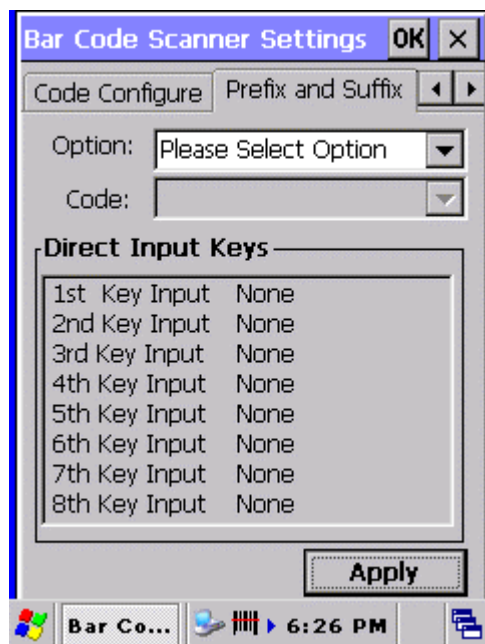 Bar Code Scanner Settings OK ×
Code Configure Prefix and Suffix
Option: Please Select Option
Code:
Direct Input Keys
1st Key Input None
2nd Key Input None
3rd Key Input None
4th Key Input None
5th Key Input None
6th Key Input None
7th Key Input None
8th Key Input None
Apply
Bar Co... 6:26 PM